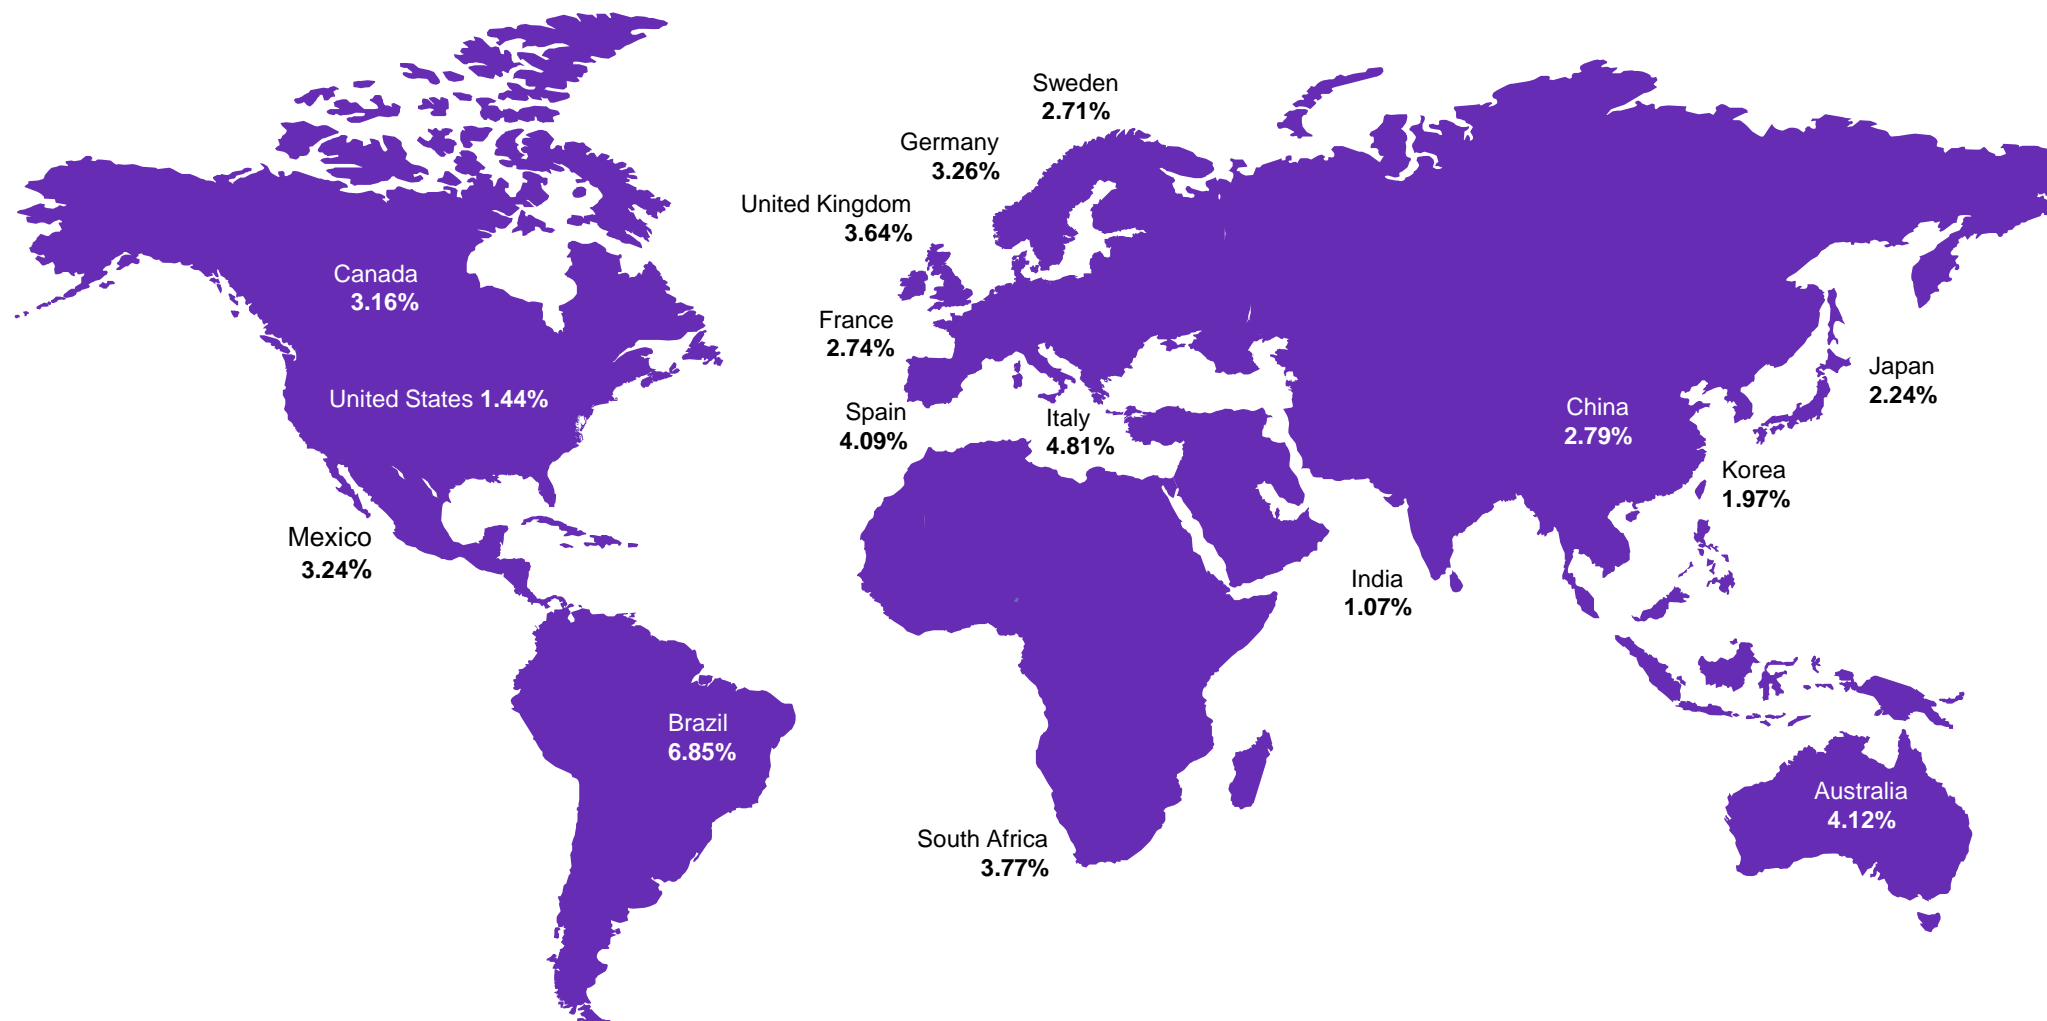 Sweden
2.71%
Germany
3.26%
United Kingdom
3.64%
Canada
3.16%
France
2.74%
United States 1.44%
Spain
4.09%
Italy
4.81%
China
2.79%
Japan
2.24%
Korea
1.97%
Mexico
3.24%
India
1.07%
Brazil
6.85%
Australia
4.12%
South Africa
3.77%